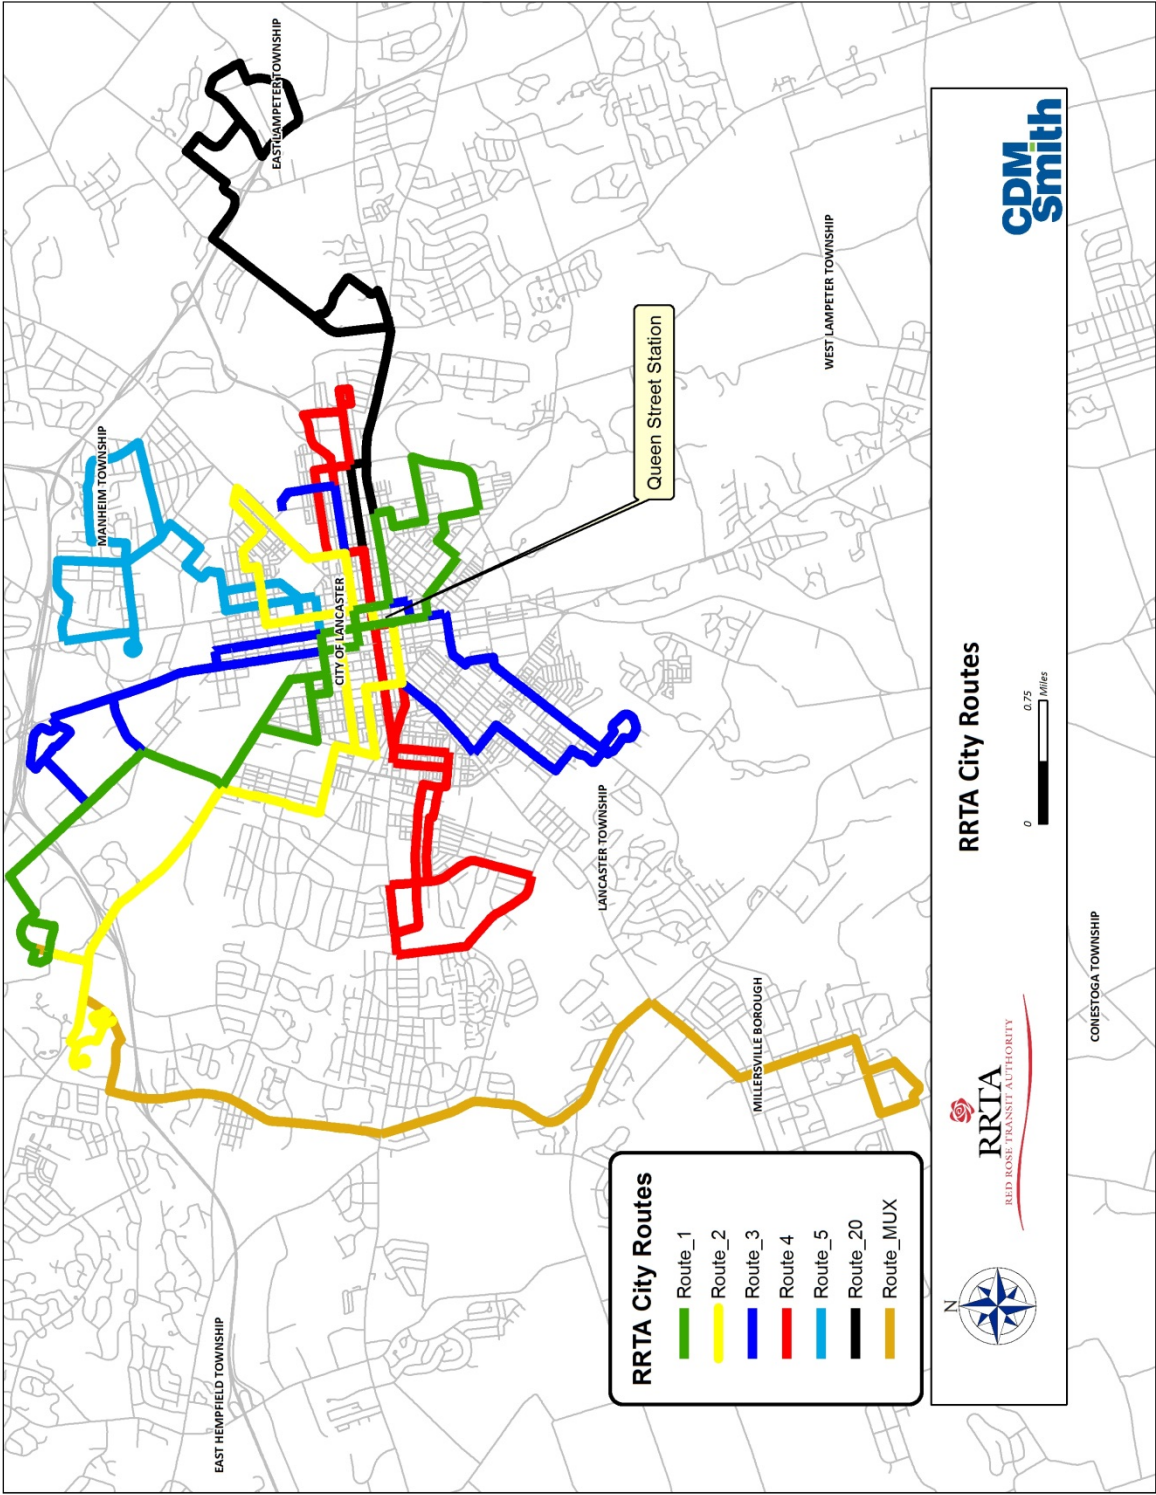 EAST LAMPETER TOWNSHIP
MANHEIM TOWNSHIP
CITY OF LANCASTER
EAST HEMPFIELD TOWNSHIP
LANCASTER TOWNSHIP
WEST LAMPETER TOWNSHIP
MILLERSVILLE BOROUGH
CONESTOGA TOWNSHIP
Queen Street Station
RRTA City Routes
Route_1
Route_2
Route_3
Route 4
Route_5
Route_20
Route_MUX
N
RRTA
RED ROSE TRANSIT AUTHORITY
RRTA City Routes
0 0.75
Miles
CDM
Smith